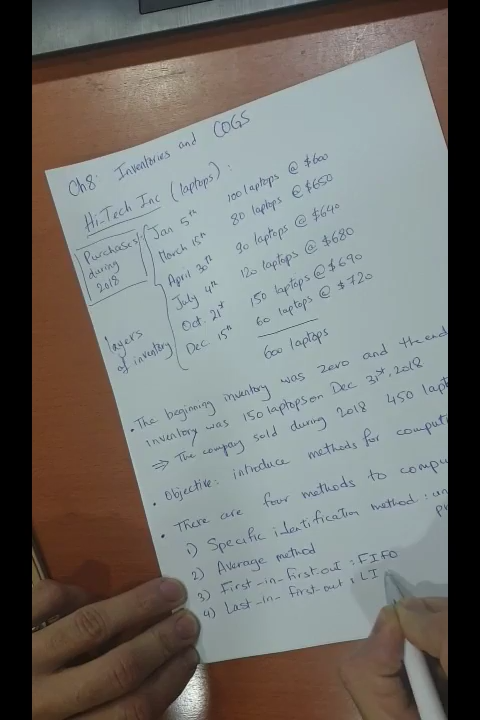 Ch8: Inventories and COGS
Hi-Tech Inc (laptops):
Purchases during 2018
layers of inventory
Jan 5th 100 laptops @ $600
March 15th 80 laptops @ $650
April 30th 90 laptops @ $640
July 4th 120 laptops @ $680
Oct. 21st 150 laptops @ $690
Dec. 15th 60 laptops @ $720
600 laptops
• The beginning inventory was zero and the end
inventory was 150 laptops on Dec 31st, 2018
⇒ The company sold during 2018 450 lapt
• Objective: introduce methods for computi
• There are four methods to compu
1) Specific identification method: un
2) Average method
3) First-in-first-out: FIFO
4) Last-in-first-out: LI